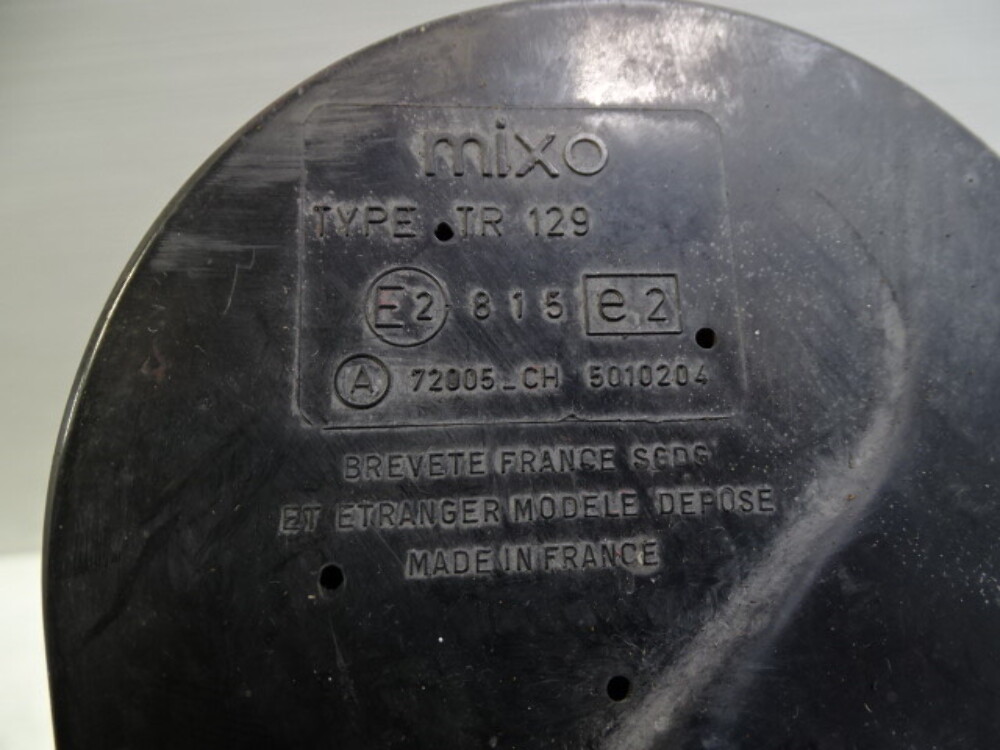 mixo
TYPE TR 129
E2 815 e2
A 72005_CH 5010204
BREVETE FRANCE SGDG
ET ETRANGER MODELE DEPOSE
MADE IN FRANCE